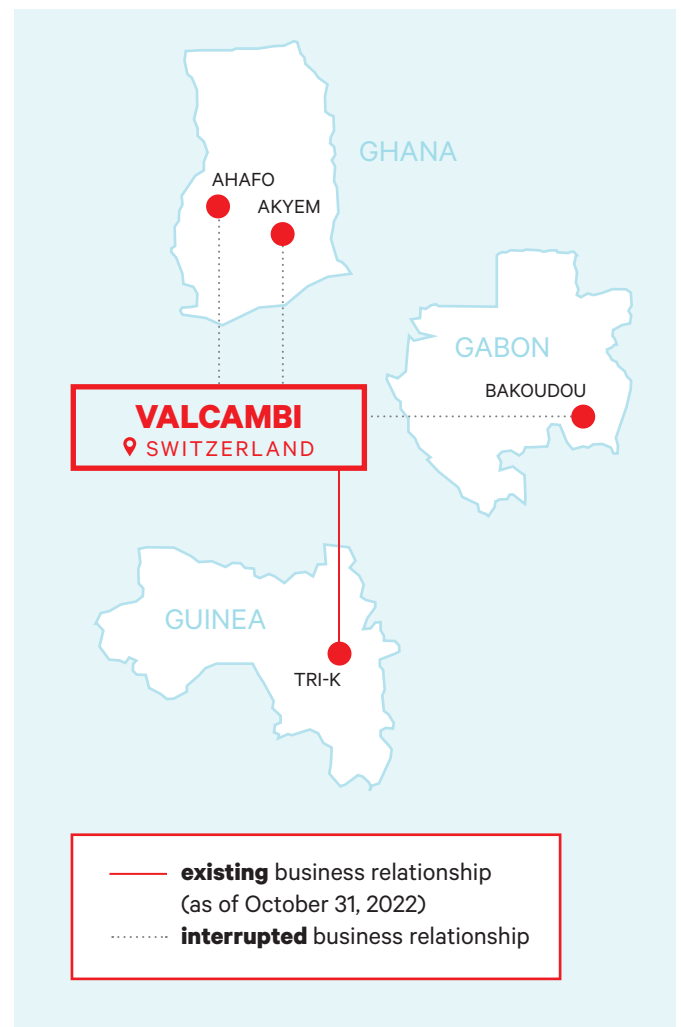 GHANA
AHAFO
AKYEM
GABON
BAKOUDOU
VALCAMBI
SWITZERLAND
GUINEA
TRI-K
existing business relationship
(as of October 31, 2022)
interrupted business relationship